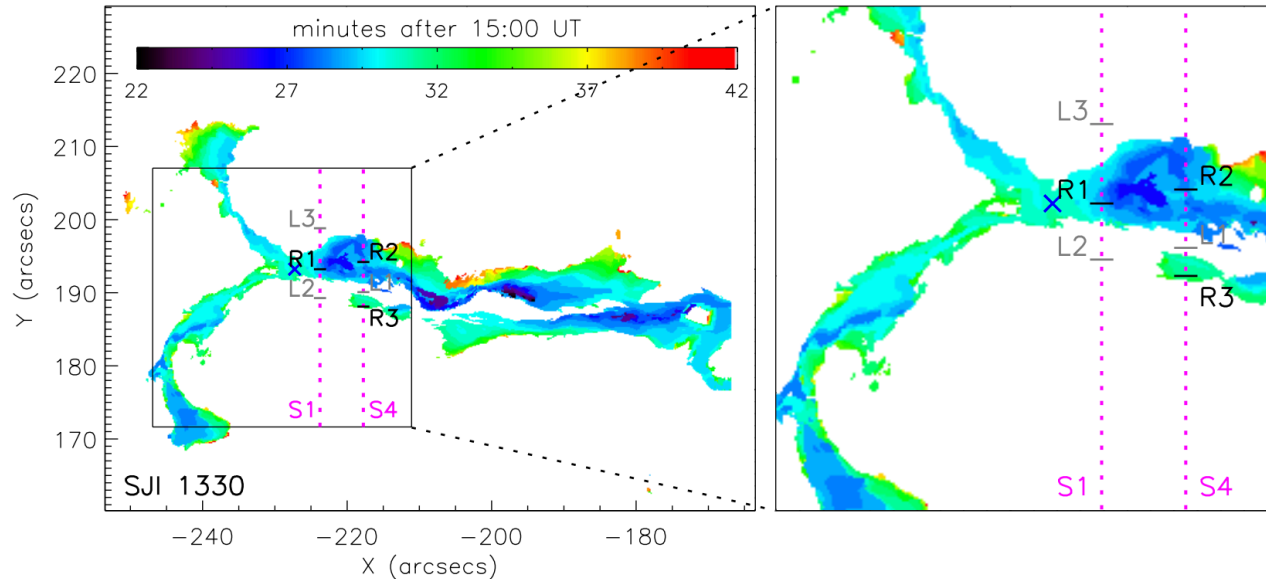 minutes after 15:00 UT
22 27 32 37 42
220
210
200
190
180
170
Y (arcsecs)
L3
R1
R2
L2
L1
R3
S1 S4
SJI 1330
−240 −220 −200 −180
X (arcsecs)
L3
R1
R2
L2
L1
R3
S1 S4